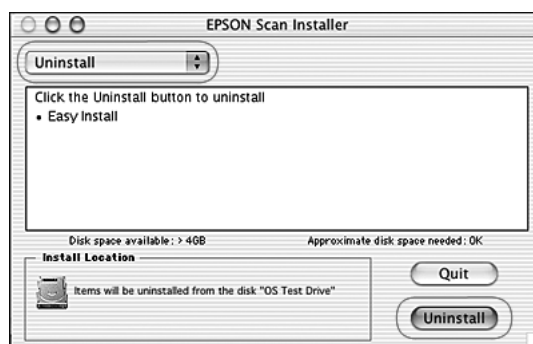 EPSON Scan Installer
Uninstall
Click the Uninstall button to uninstall
• Easy Install
Disk space available: > 4GB Approximate disk space needed: 0K
Install Location
Items will be uninstalled from the disk "OS Test Drive"
Quit
Uninstall